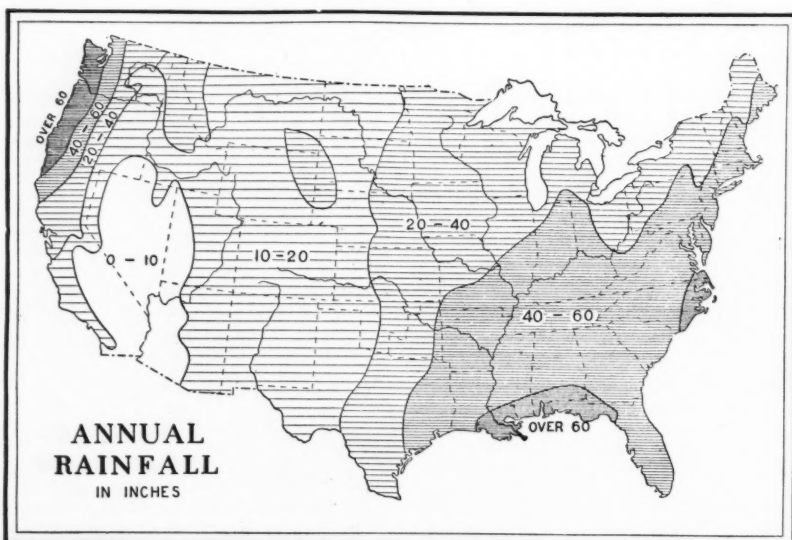 OVER 60
40 – 60
20 – 40
0 – 10
10 – 20
20 – 40
40 – 60
OVER 60
ANNUAL
RAINFALL
IN INCHES